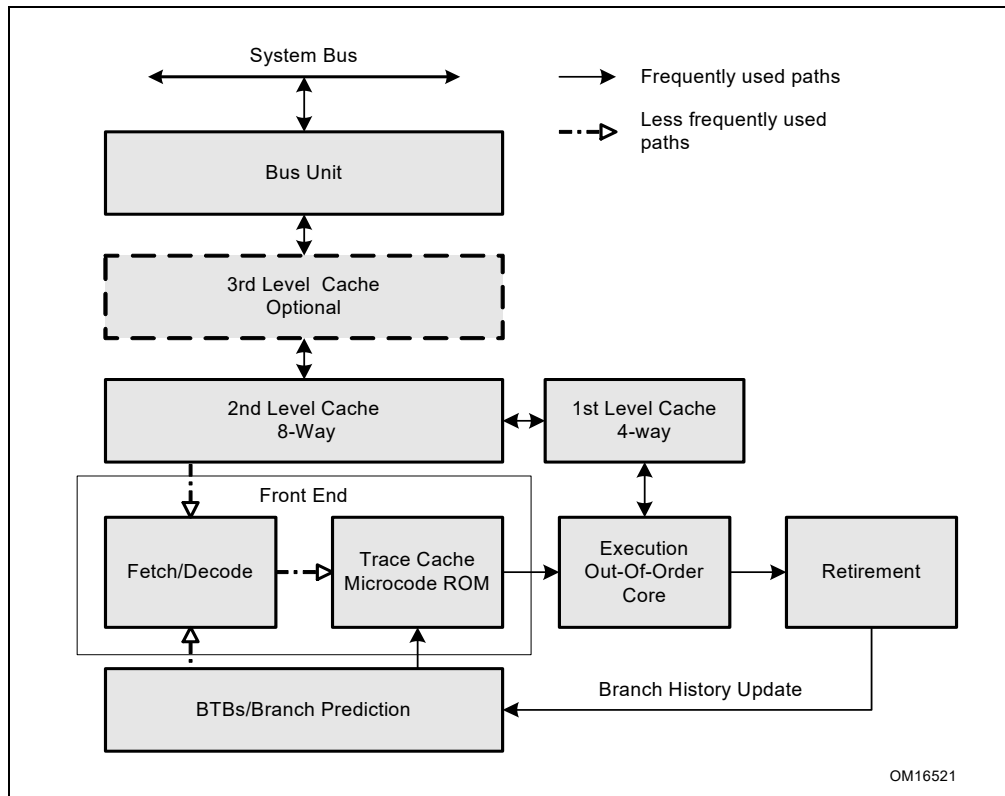 System Bus
Frequently used paths
Less frequently used
paths
Bus Unit
3rd Level Cache
Optional
2nd Level Cache
8-Way
1st Level Cache
4-way
Front End
Fetch/Decode
Trace Cache
Microcode ROM
Execution
Out-Of-Order
Core
Retirement
BTBs/Branch Prediction
Branch History Update
OM16521